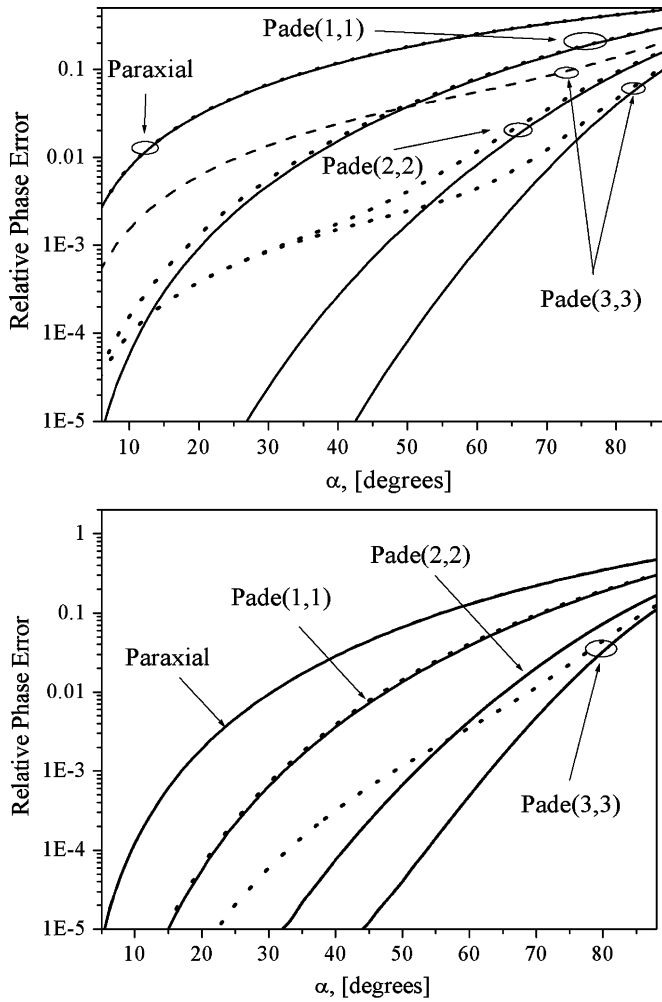 Pade(1,1)
0.1
Paraxial
0.01
Pade(2,2)
1E-3
Pade(3,3)
1E-4
1E-5
Relative Phase Error
10 20 30 40 50 60 70 80
α, [degrees]
1
Pade(2,2)
0.1
Pade(1,1)
Paraxial
0.01
1E-3
Pade(3,3)
1E-4
1E-5
Relative Phase Error
10 20 30 40 50 60 70 80
α, [degrees]